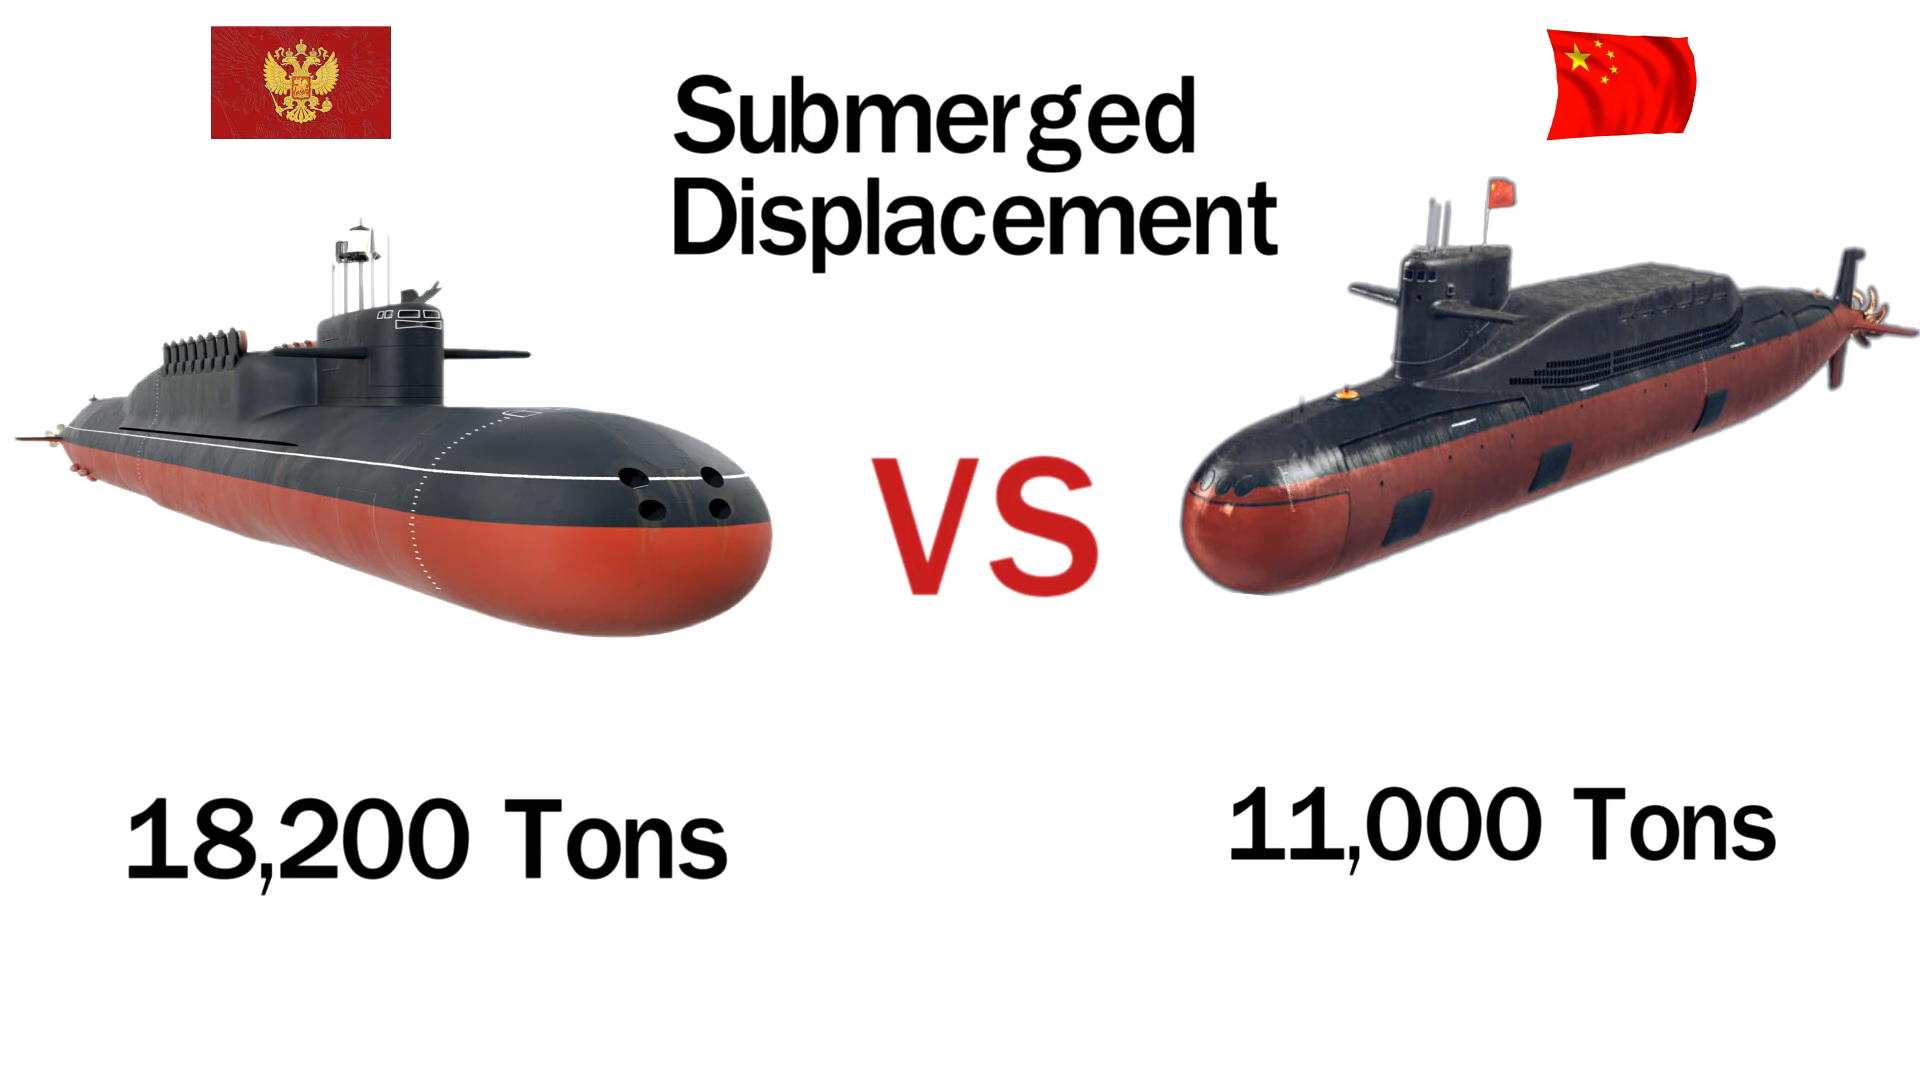 Submerged
Displacement
VS
18,200 Tons
11,000 Tons